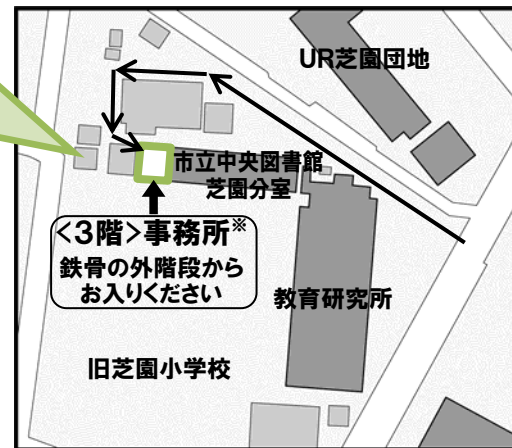 UR芝園団地
市立中央図書館
芝園分室
<3階>事務所※
鉄骨の外階段から
お入りください
教育研究所
旧芝園小学校